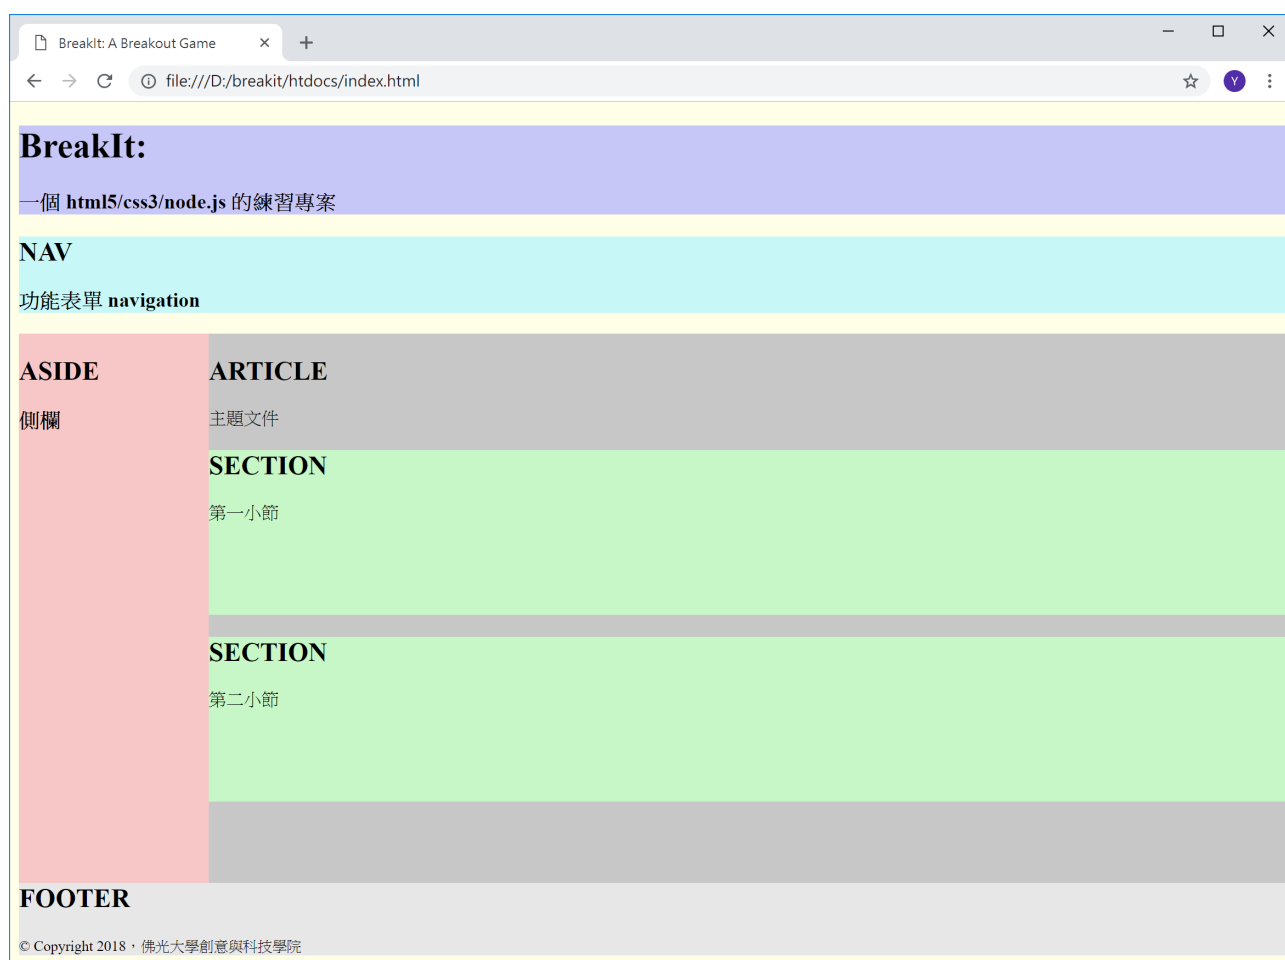 BreakIt: A Breakout Game
file:///D:/breakit/htdocs/index.html
Y
BreakIt:
一個 html5/css3/node.js 的練習專案
NAV
功能表單 navigation
ASIDE
側欄
ARTICLE
主題文件
SECTION
第一小節
SECTION
第二小節
FOOTER
© Copyright 2018，佛光大學創意與科技學院